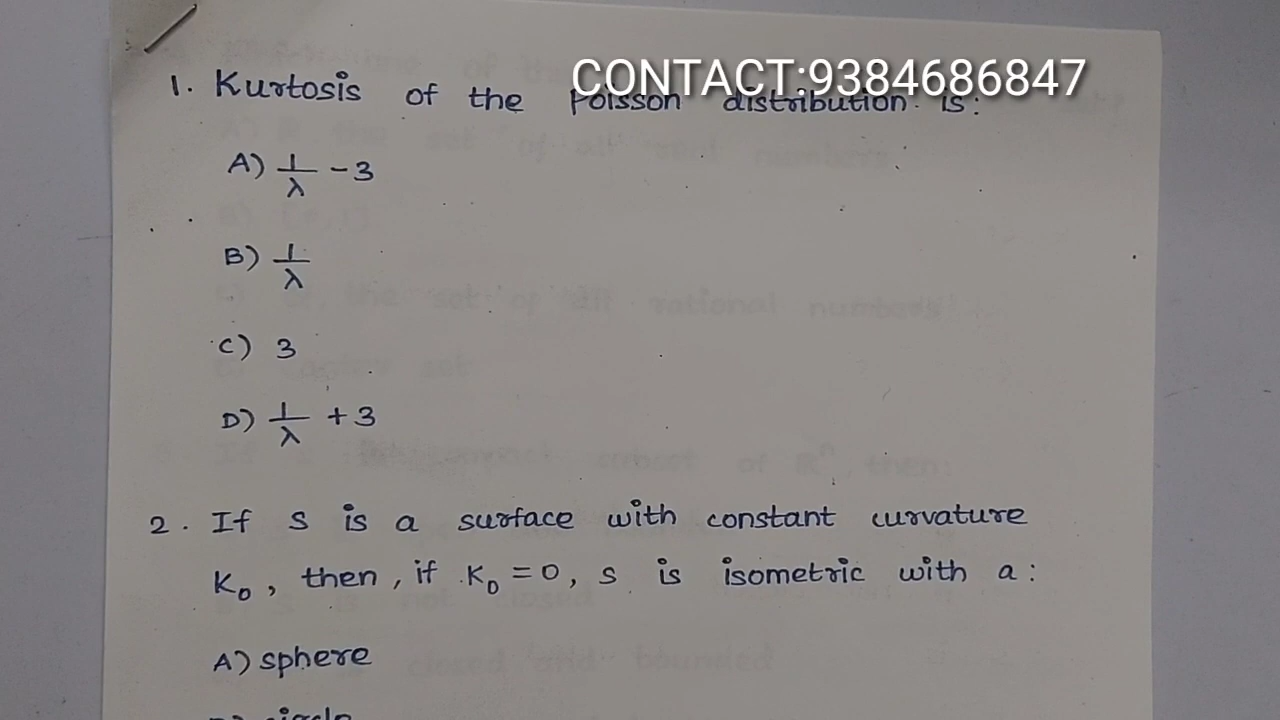 CONTACT:9384686847
1. Kurtosis of the Poisson distribution is:
A) 1/λ - 3
B) 1/λ
C) 3
D) 1/λ + 3
2. If S is a surface with constant curvature
K₀, then, if K₀ = 0, S is isometric with a:
A) sphere